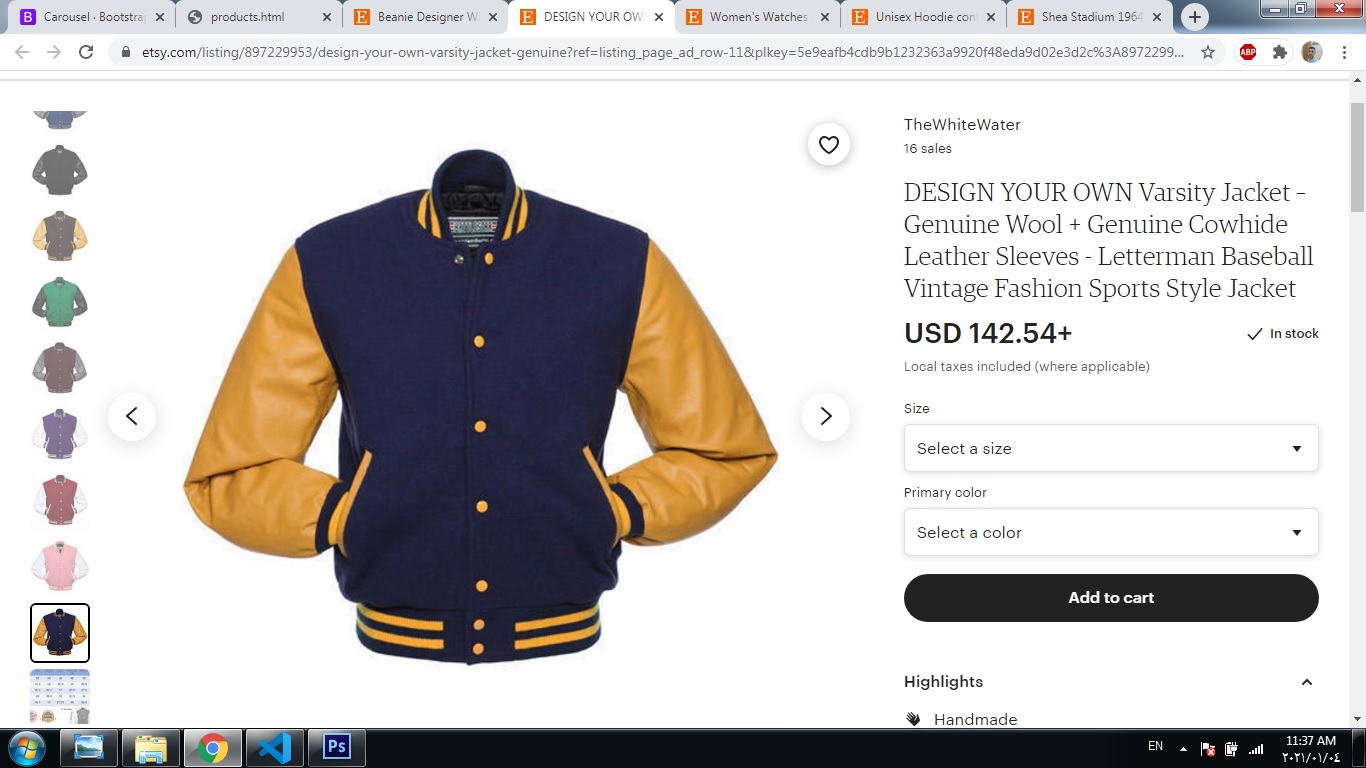 Carousel · Bootstrap
products.html
Beanie Designer Wi
DESIGN YOUR OWN
Women's Watches
Unisex Hoodie con
Shea Stadium 1964
etsy.com/listing/897229953/design-your-own-varsity-jacket-genuine?ref=listing_page_ad_row-11&plkey=5e9eafb4cdb9b1232363a9920f48eda9d02e3d2c%3A8972299...
ABP
TheWhiteWater
16 sales
DESIGN YOUR OWN Varsity Jacket -
Genuine Wool + Genuine Cowhide
Leather Sleeves - Letterman Baseball
Vintage Fashion Sports Style Jacket
USD 142.54+
In stock
Local taxes included (where applicable)
Size
Select a size
Primary color
Select a color
Add to cart
Highlights
Handmade
Ps
EN
11:37 AM
٢٠٢١/٠١/٠٤